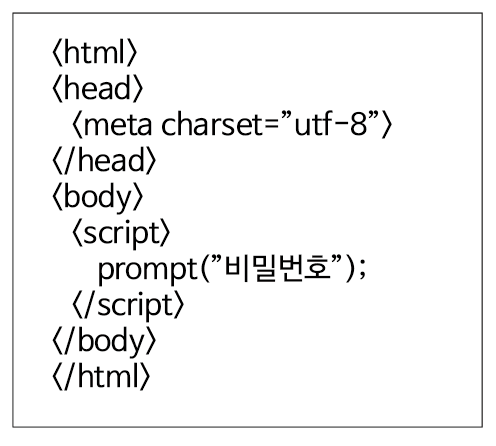 〈html〉
〈head〉
〈meta charset=”utf-8”〉
〈/head〉
〈body〉
〈script〉
prompt(”비밀번호”);
〈/script〉
〈/body〉
〈/html〉